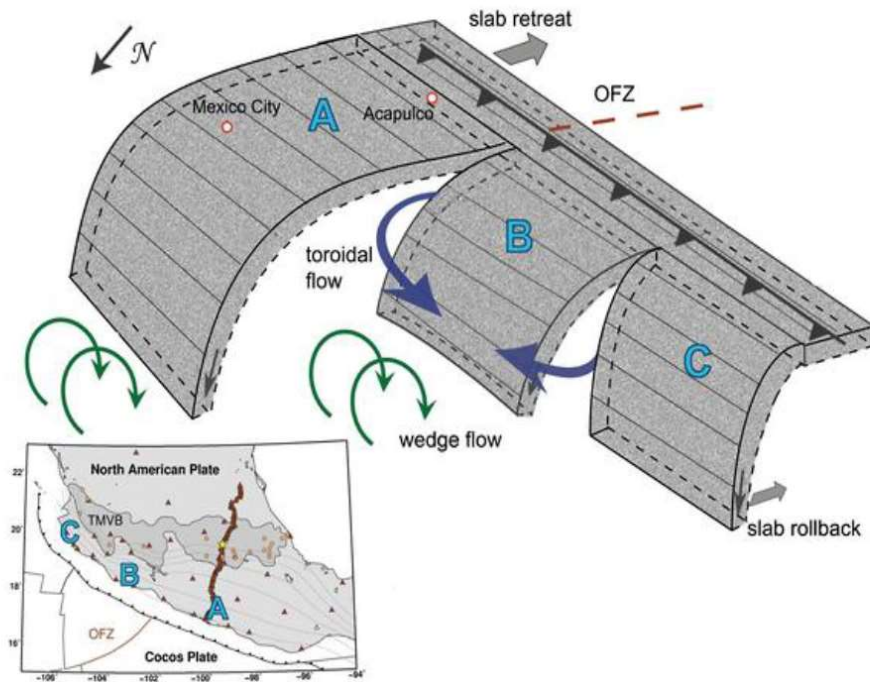 slab retreat
N
OFZ
Mexico City
A
Acapulco
B
toroidal
flow
C
wedge flow
slab rollback
North American Plate
TMVB
C
B
A
OFZ
Cocos Plate
22
20
18
16
-106
-104
-102
-100
-98
-96
-94